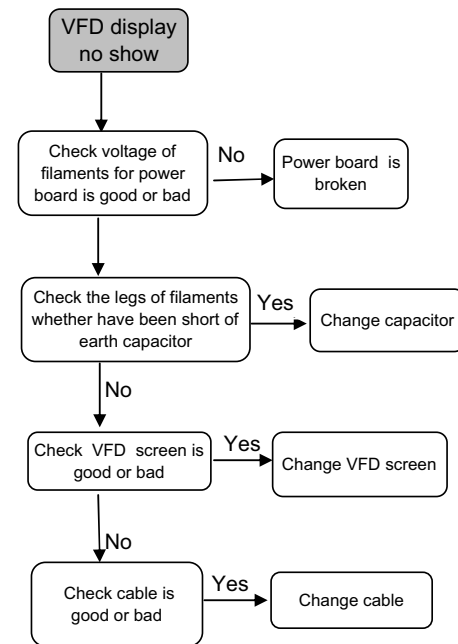 VFD display
no show
Check voltage of
filaments for power
board is good or bad
No
Power board is
broken
Check the legs of filaments
whether have been short of
earth capacitor
Yes
Change capacitor
No
Check VFD screen is
good or bad
Yes
Change VFD screen
No
Check cable is
good or bad
Yes
Change cable